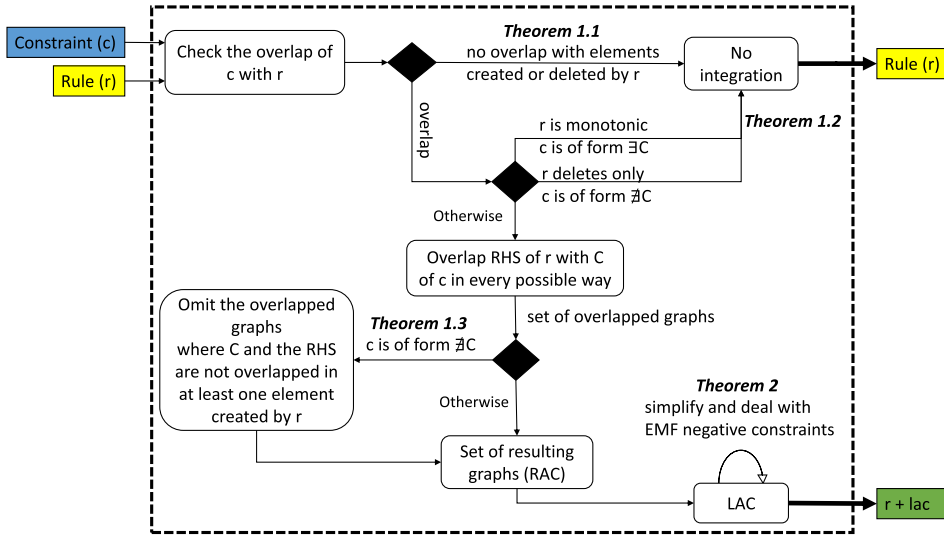 Constraint (c)
Rule (r)
Check the overlap of
c with r
Theorem 1.1
no overlap with elements
created or deleted by r
No
integration
Rule (r)
overlap
r is monotonic
c is of form ∃C
Theorem 1.2
r deletes only
c is of form ∄C
Otherwise
Overlap RHS of r with C
of c in every possible way
set of overlapped graphs
Theorem 1.3
c is of form ∄C
Omit the overlapped
graphs
where C and the RHS
are not overlapped in
at least one element
created by r
Otherwise
Set of resulting
graphs (RAC)
Theorem 2
simplify and deal with
EMF negative constraints
LAC
r + lac